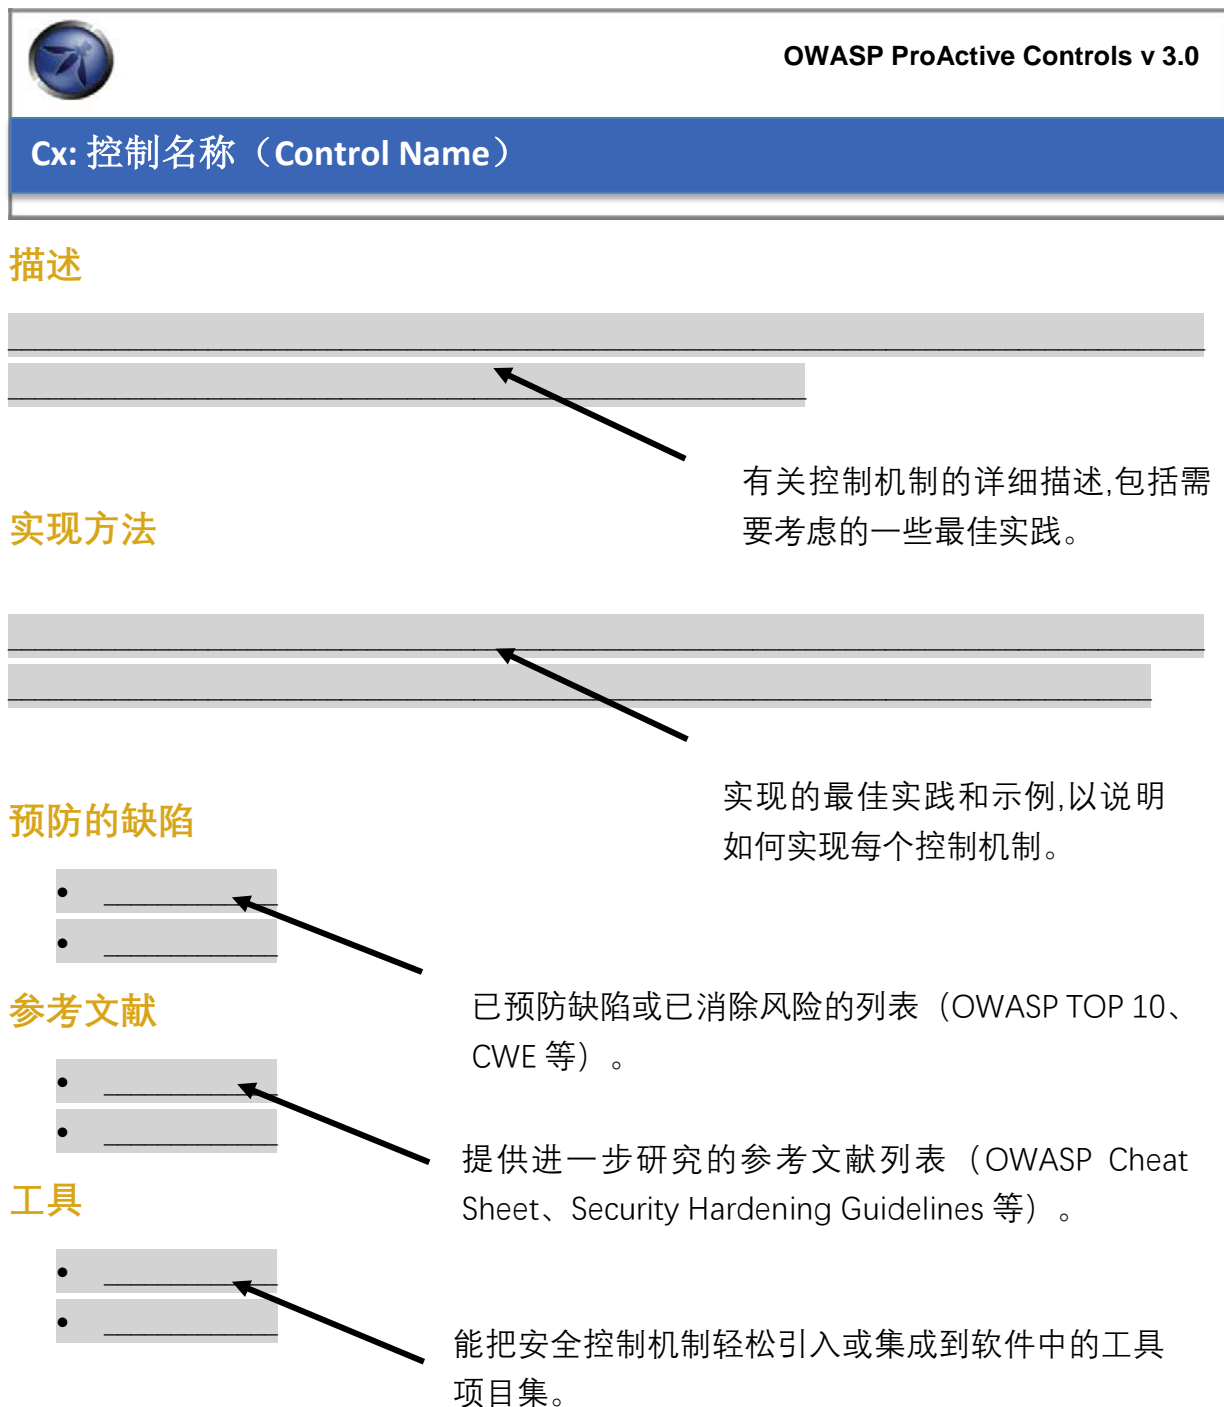 OWASP ProActive Controls v 3.0
Cx: 控制名称（Control Name）
描述
有关控制机制的详细描述,包括需
要考虑的一些最佳实践。
实现方法
实现的最佳实践和示例,以说明
如何实现每个控制机制。
预防的缺陷
已预防缺陷或已消除风险的列表（OWASP TOP 10、
CWE 等）。
参考文献
提供进一步研究的参考文献列表（OWASP Cheat
Sheet、Security Hardening Guidelines 等）。
工具
能把安全控制机制轻松引入或集成到软件中的工具
项目集。